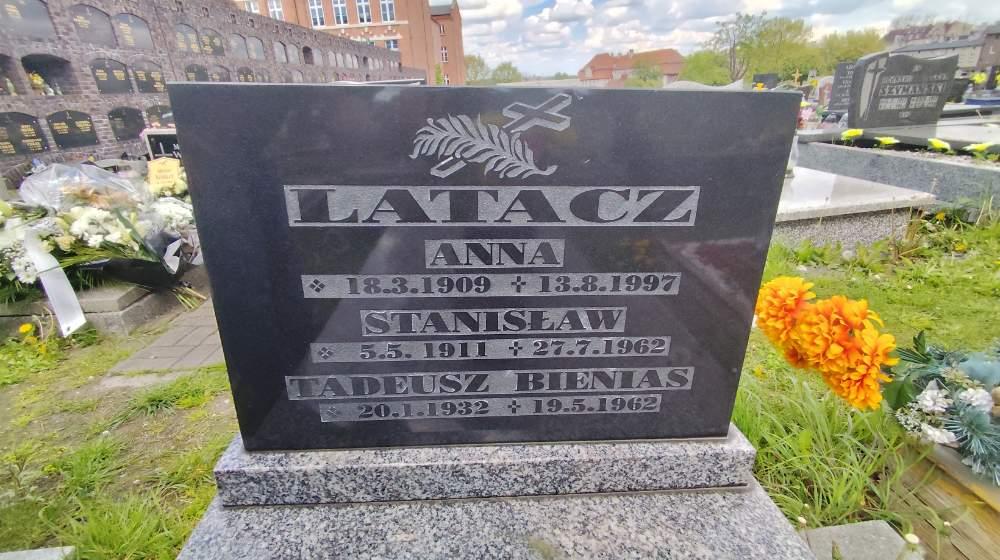 LATACZ
ANNA
18.3.1909 ✝ 13.8.1997
STANISŁAW
5.5. 1911 ✝ 27.7.1962
TADEUSZ BIENIAS
20.1.1932 ✝ 19.5.1962
SZYMAŃSKI